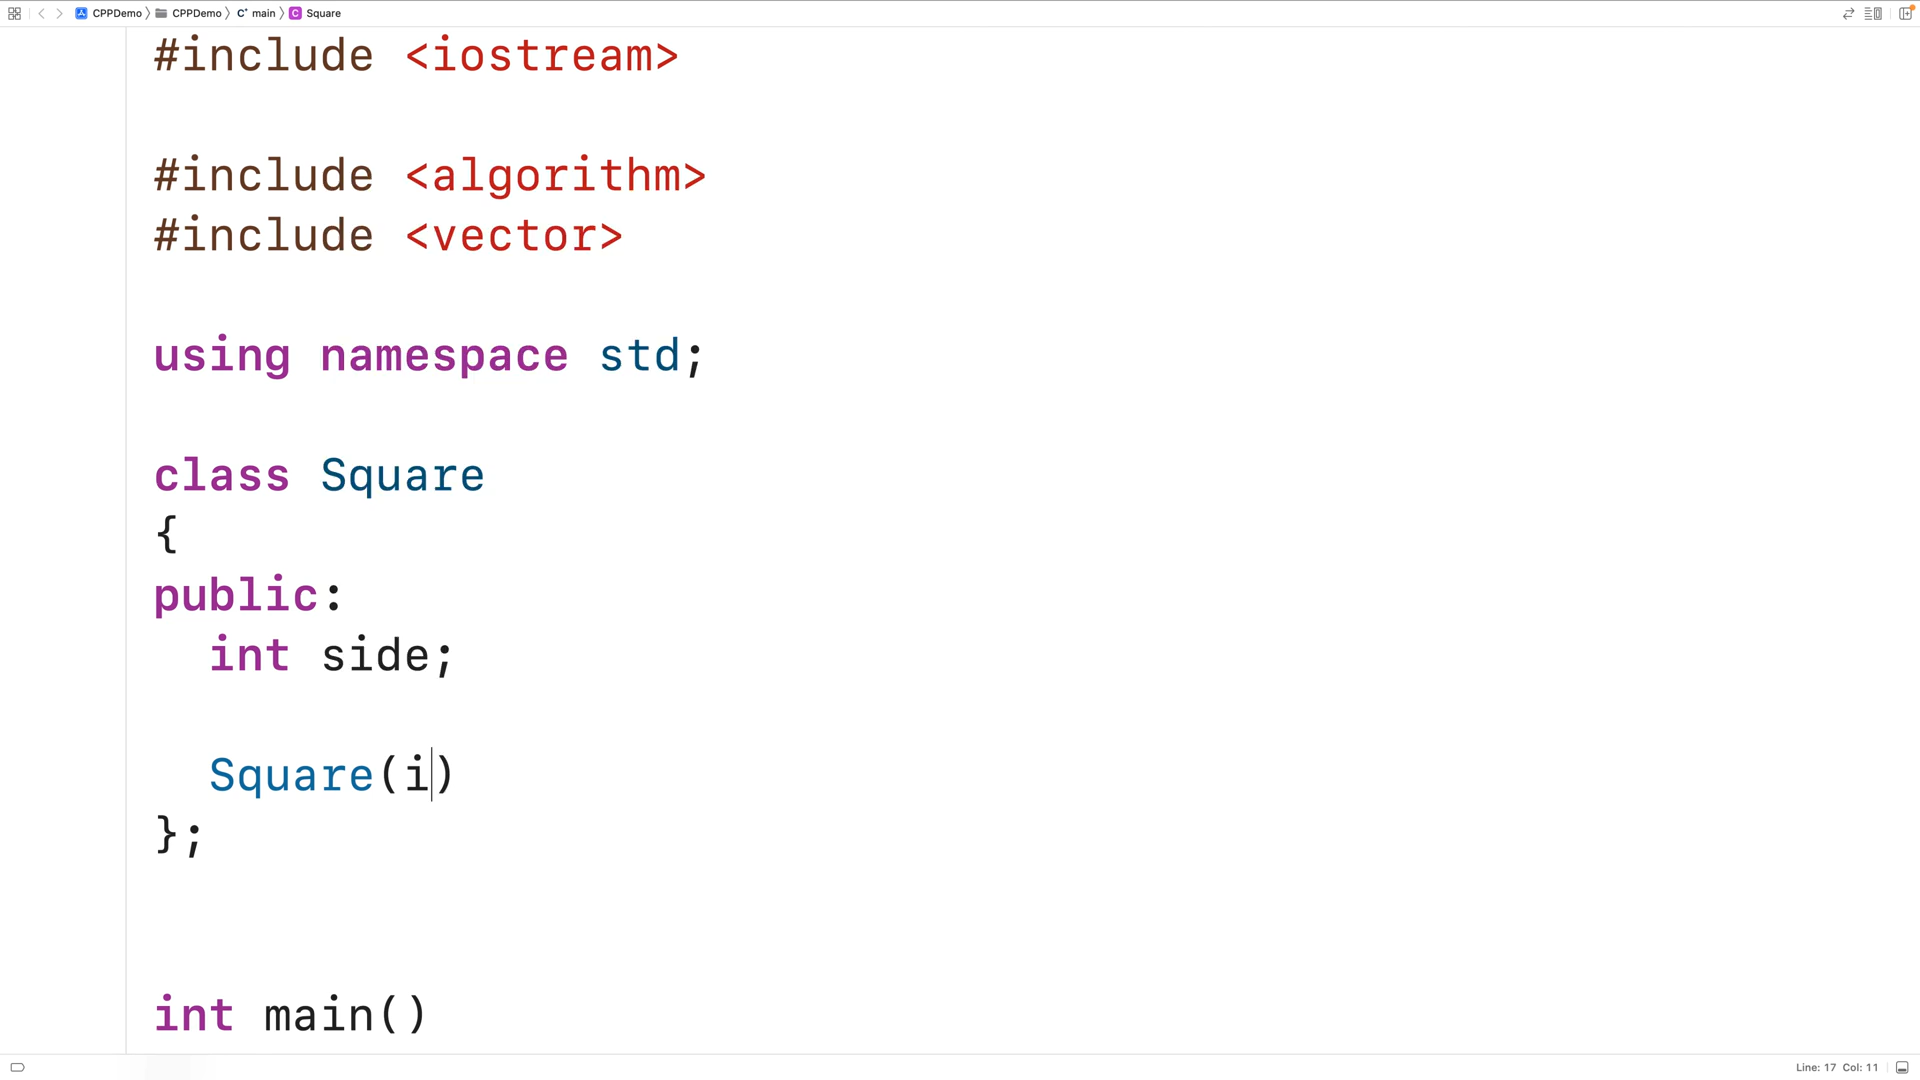 CPPDemo CPPDemo main Square
#include <iostream>
#include <algorithm>
#include <vector>
using namespace std;
class Square
{
public:
int side;
Square(i)
};
int main()
Line: 17 Col: 11